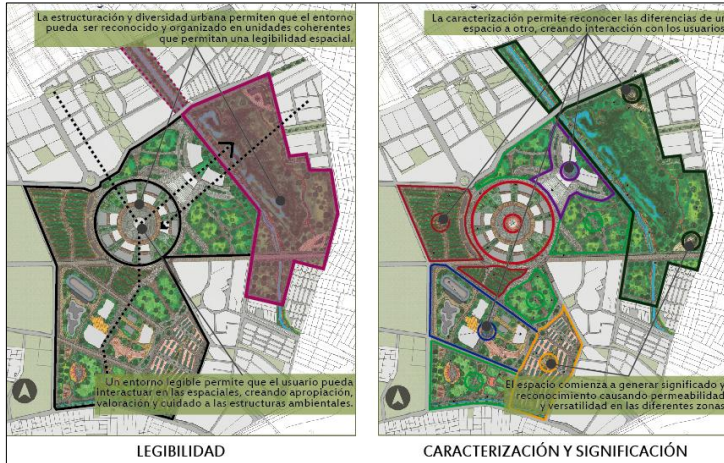 La estructuración y diversidad urbana permiten que el entorno
pueda ser reconocido y organizado en unidades coherentes
que permitan una legibilidad espacial.
Un entorno legible permite que el usuario pueda
interactuar en las espaciales, creando apropiación,
valoración y cuidado a las estructuras ambientales.
LEGIBILIDAD
La caracterización permite reconocer las diferencias de un
espacio a otro, creando interacción con los usuarios
El espacio comienza a generar significado y
reconocimiento causando permeabilidad
y versatilidad en las diferentes zonas
CARACTERIZACIÓN Y SIGNIFICACIÓN